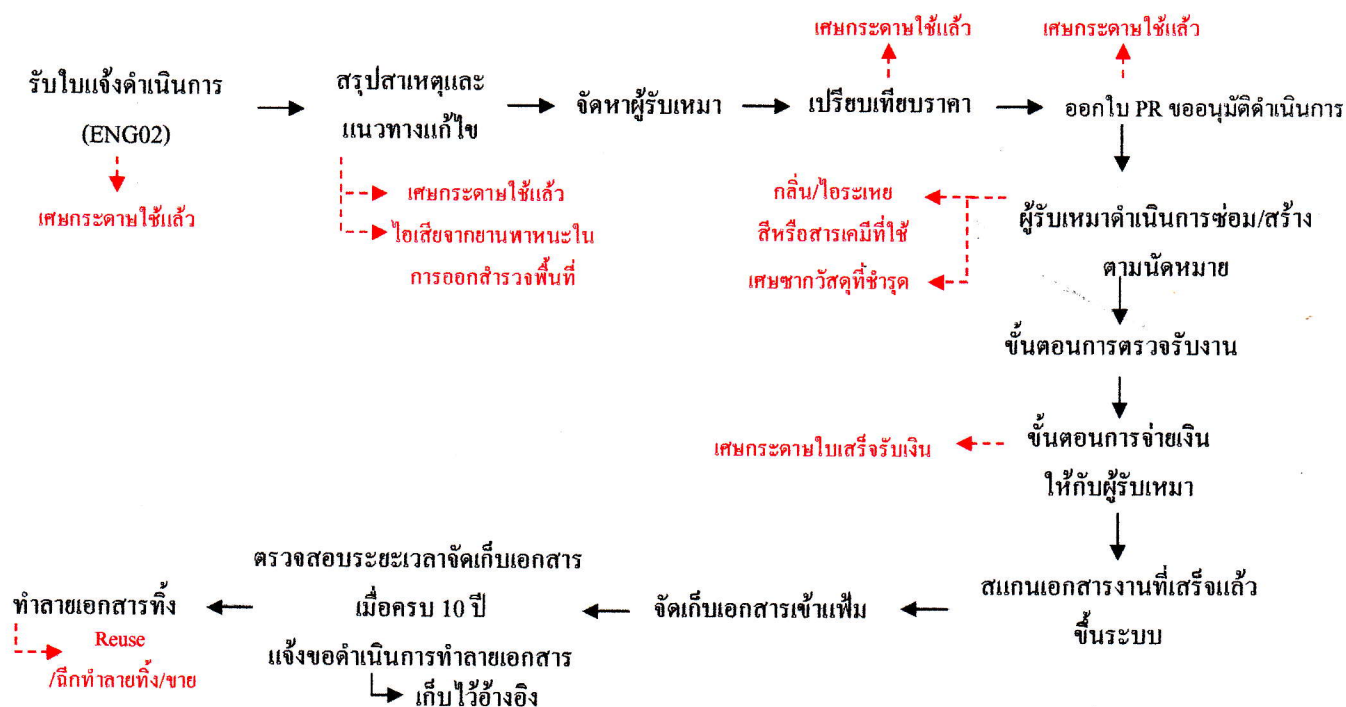 เศษกระดาษใช้แล้ว
เศษกระดาษใช้แล้ว
รับใบแจ้งดำเนินการ
(ENG02)
เศษกระดาษใช้แล้ว
สรุปสาเหตุและ
แนวทางแก้ไข
เศษกระดาษใช้แล้ว
ไอเสียจากยานพาหนะใน
การออกสำรวจพื้นที่
จัดหาผู้รับเหมา
เปรียบเทียบราคา
ออกใบ PR ขออนุมัติดำเนินการ
กลิ่น/ไอระเหย
สีหรือสารเคมีที่ใช้
เศษซากวัสดุที่ชำรุด
ผู้รับเหมาดำเนินการซ่อม/สร้าง
ตามนัดหมาย
ขั้นตอนการตรวจรับงาน
เศษกระดาษใบเสร็จรับเงิน
ขั้นตอนการจ่ายเงิน
ให้กับผู้รับเหมา
สแกนเอกสารงานที่เสร็จแล้ว
ขึ้นระบบ
จัดเก็บเอกสารเข้าแฟ้ม
ตรวจสอบระยะเวลาจัดเก็บเอกสาร
เมื่อครบ 10 ปี
แจ้งขอดำเนินการทำลายเอกสาร
เก็บไว้อ้างอิง
ทำลายเอกสารทิ้ง
Reuse
/ฉีกทำลายทิ้ง/ขาย